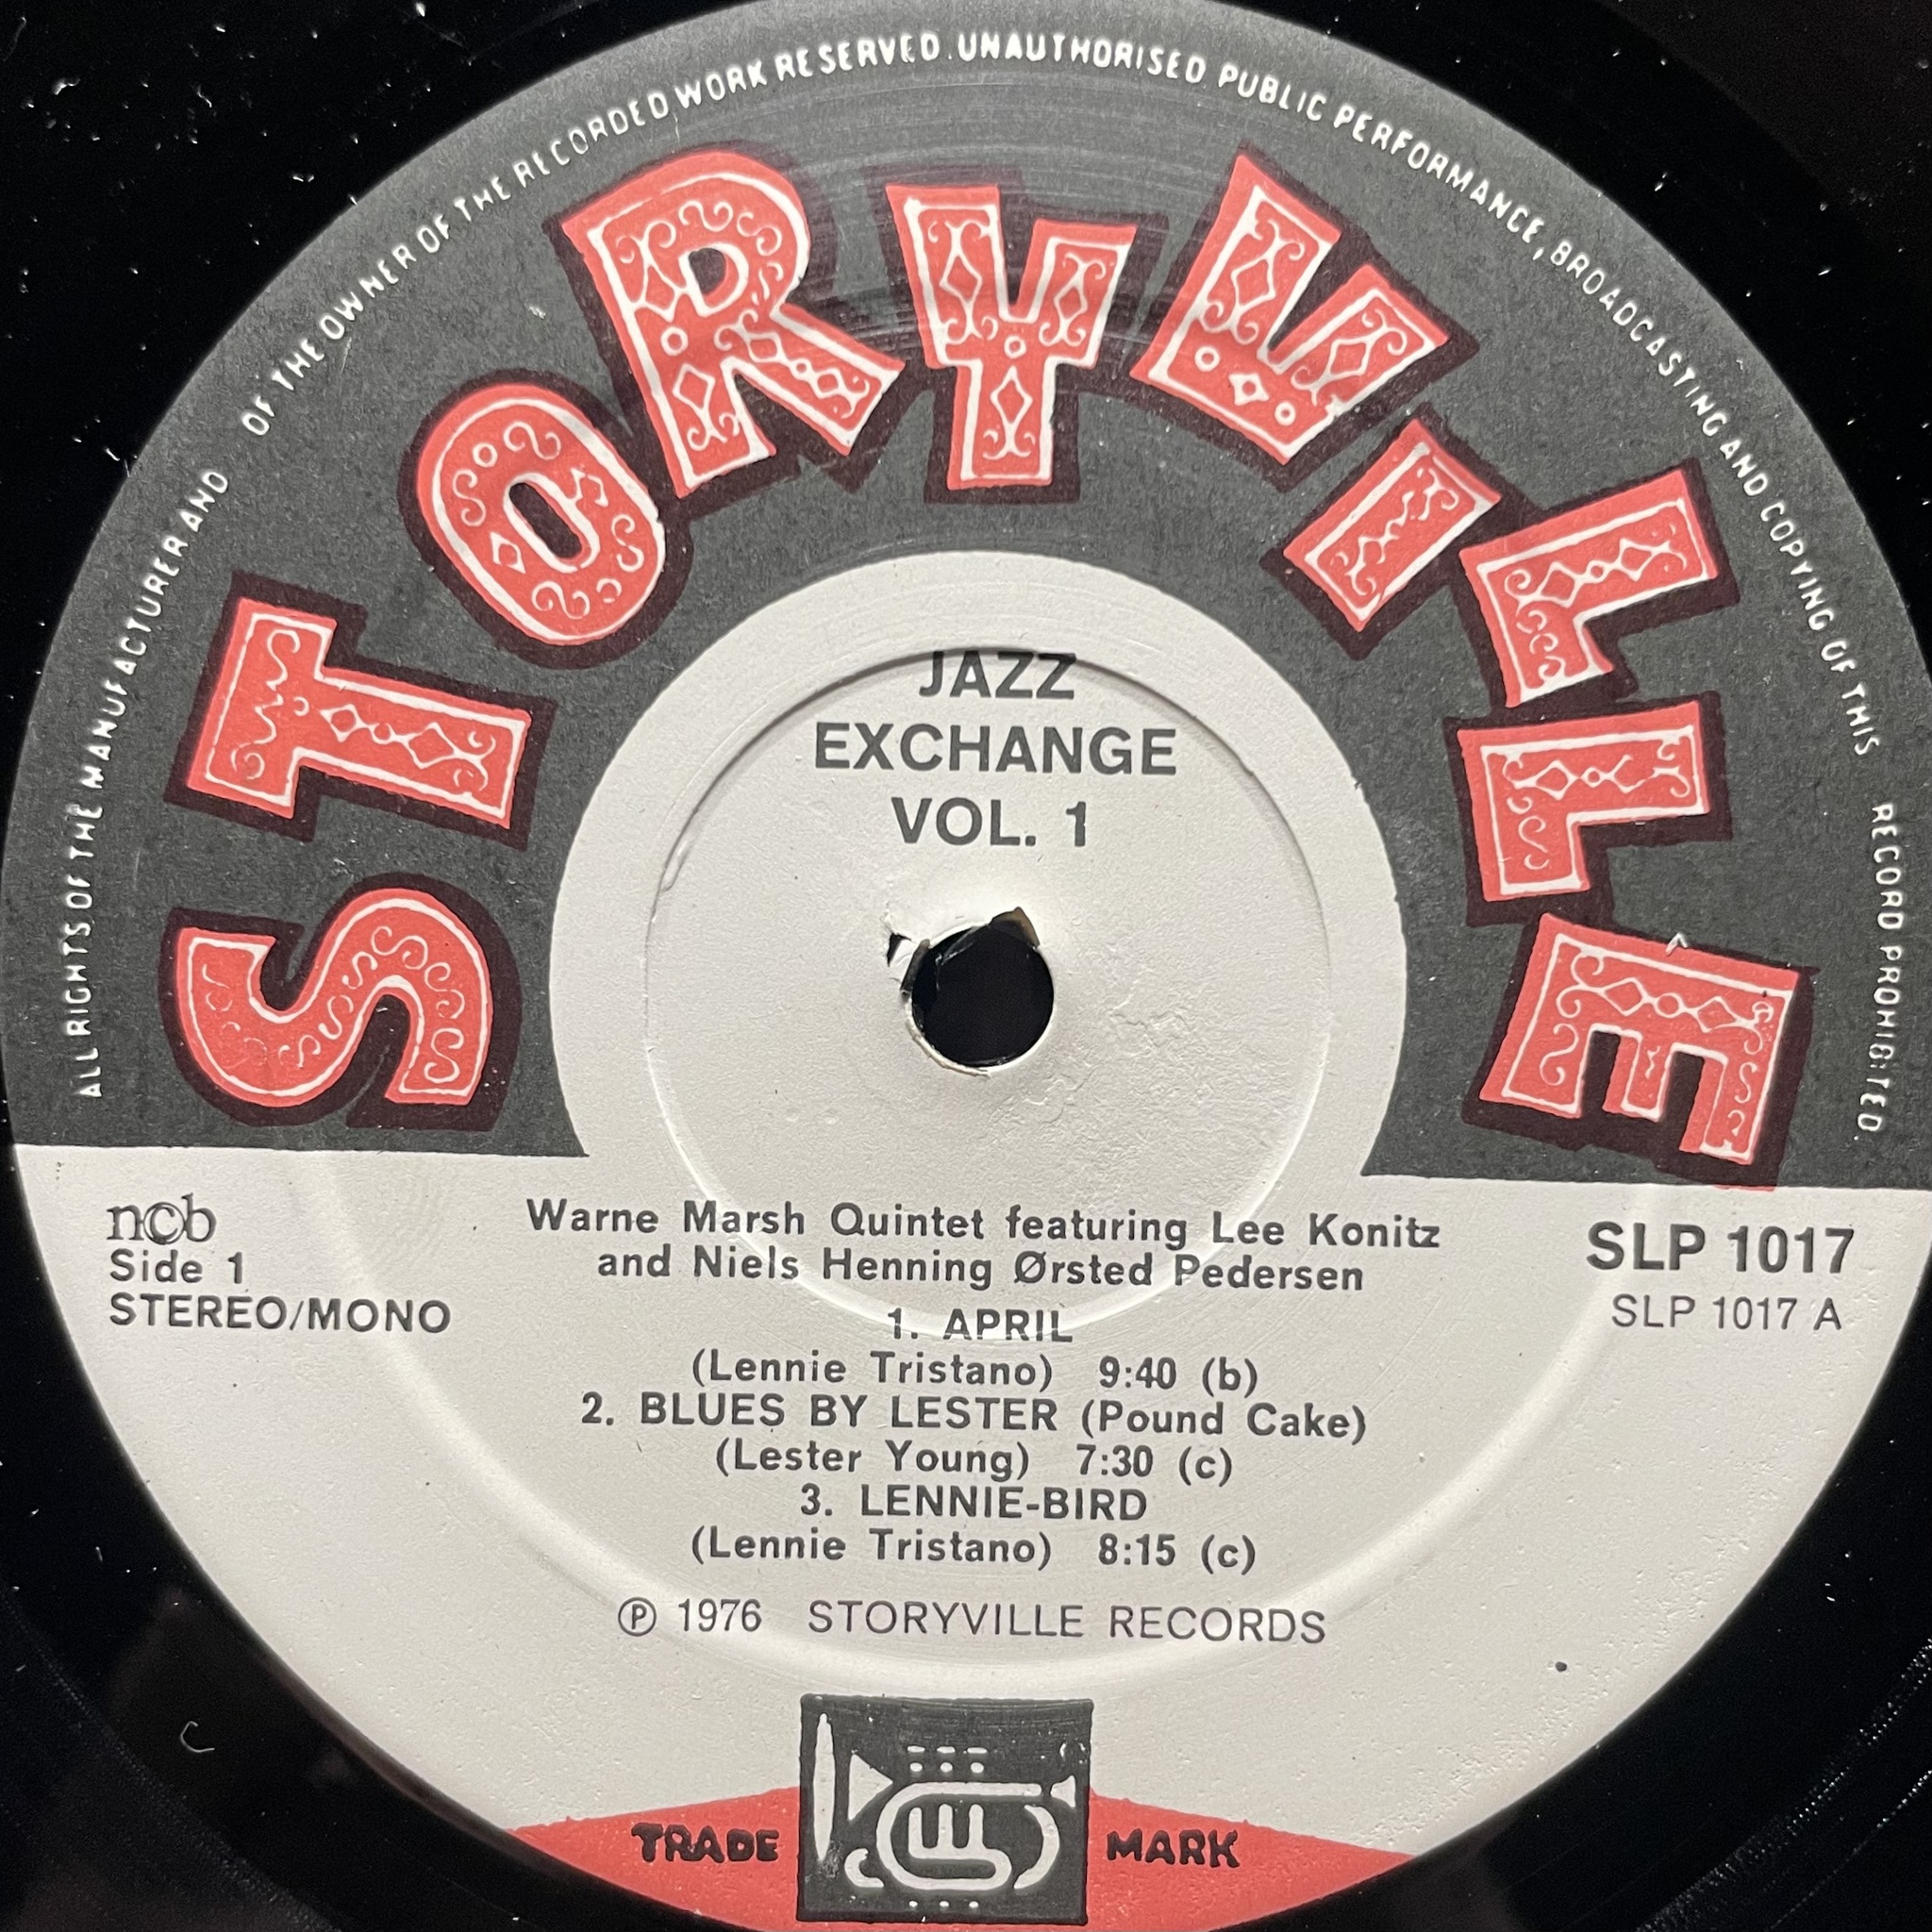 ALL RIGHTS OF THE MANUFACTURER AND OF THE OWNER OF THE RECORDED WORK RESERVED. UNAUTHORISED PUBLIC PERFORMANCE, BROADCASTING AND COPYING OF THIS RECORD PROHIBITED.
STORYVILLE
JAZZ
EXCHANGE
VOL. 1
ncb
Side 1
STEREO/MONO
Warne Marsh Quintet featuring Lee Konitz
and Niels Henning Ørsted Pedersen
SLP 1017
SLP 1017 A
1. APRIL
(Lennie Tristano) 9:40 (b)
2. BLUES BY LESTER (Pound Cake)
(Lester Young) 7:30 (c)
3. LENNIE-BIRD
(Lennie Tristano) 8:15 (c)
℗ 1976 STORYVILLE RECORDS
TRADE MARK